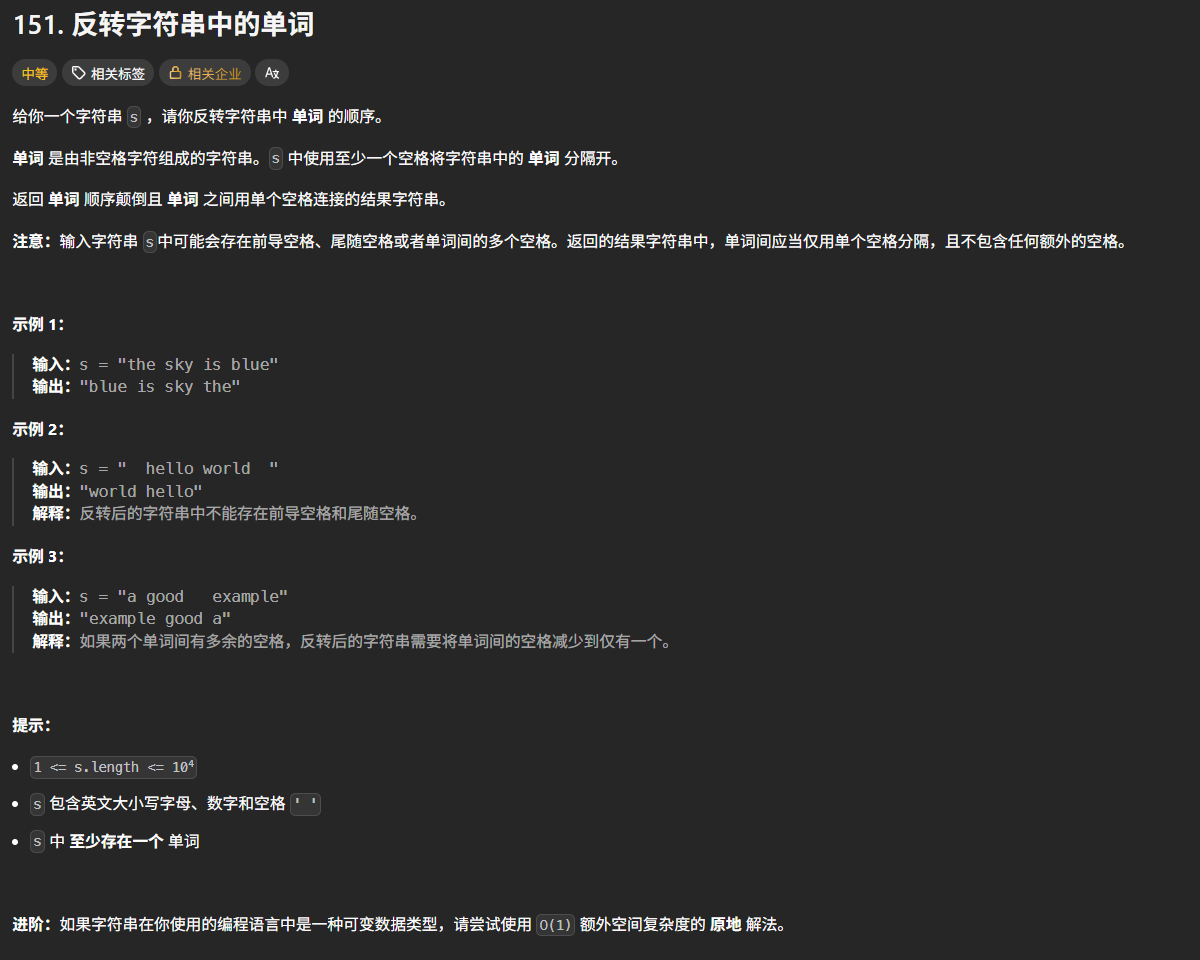 151. 反转字符串中的单词
中等 相关标签 相关企业 Aあ
给你一个字符串 s ，请你反转字符串中 单词 的顺序。
单词 是由非空格字符组成的字符串。s 中使用至少一个空格将字符串中的 单词 分隔开。
返回 单词 顺序颠倒且 单词 之间用单个空格连接的结果字符串。
注意：输入字符串 s中可能会存在前导空格、尾随空格或者单词间的多个空格。返回的结果字符串中，单词间应当仅用单个空格分隔，且不包含任何额外的空格。
示例 1：
输入：s = "the sky is blue"
输出："blue is sky the"
示例 2：
输入：s = "  hello world  "
输出："world hello"
解释：反转后的字符串中不能存在前导空格和尾随空格。
示例 3：
输入：s = "a good   example"
输出："example good a"
解释：如果两个单词间有多余的空格，反转后的字符串需要将单词间的空格减少到仅有一个。
提示：
• 1 <= s.length <= 10⁴
• s 包含英文大小写字母、数字和空格 ' '
• s 中 至少存在一个 单词
进阶：如果字符串在你使用的编程语言中是一种可变数据类型，请尝试使用 O(1) 额外空间复杂度的 原地 解法。